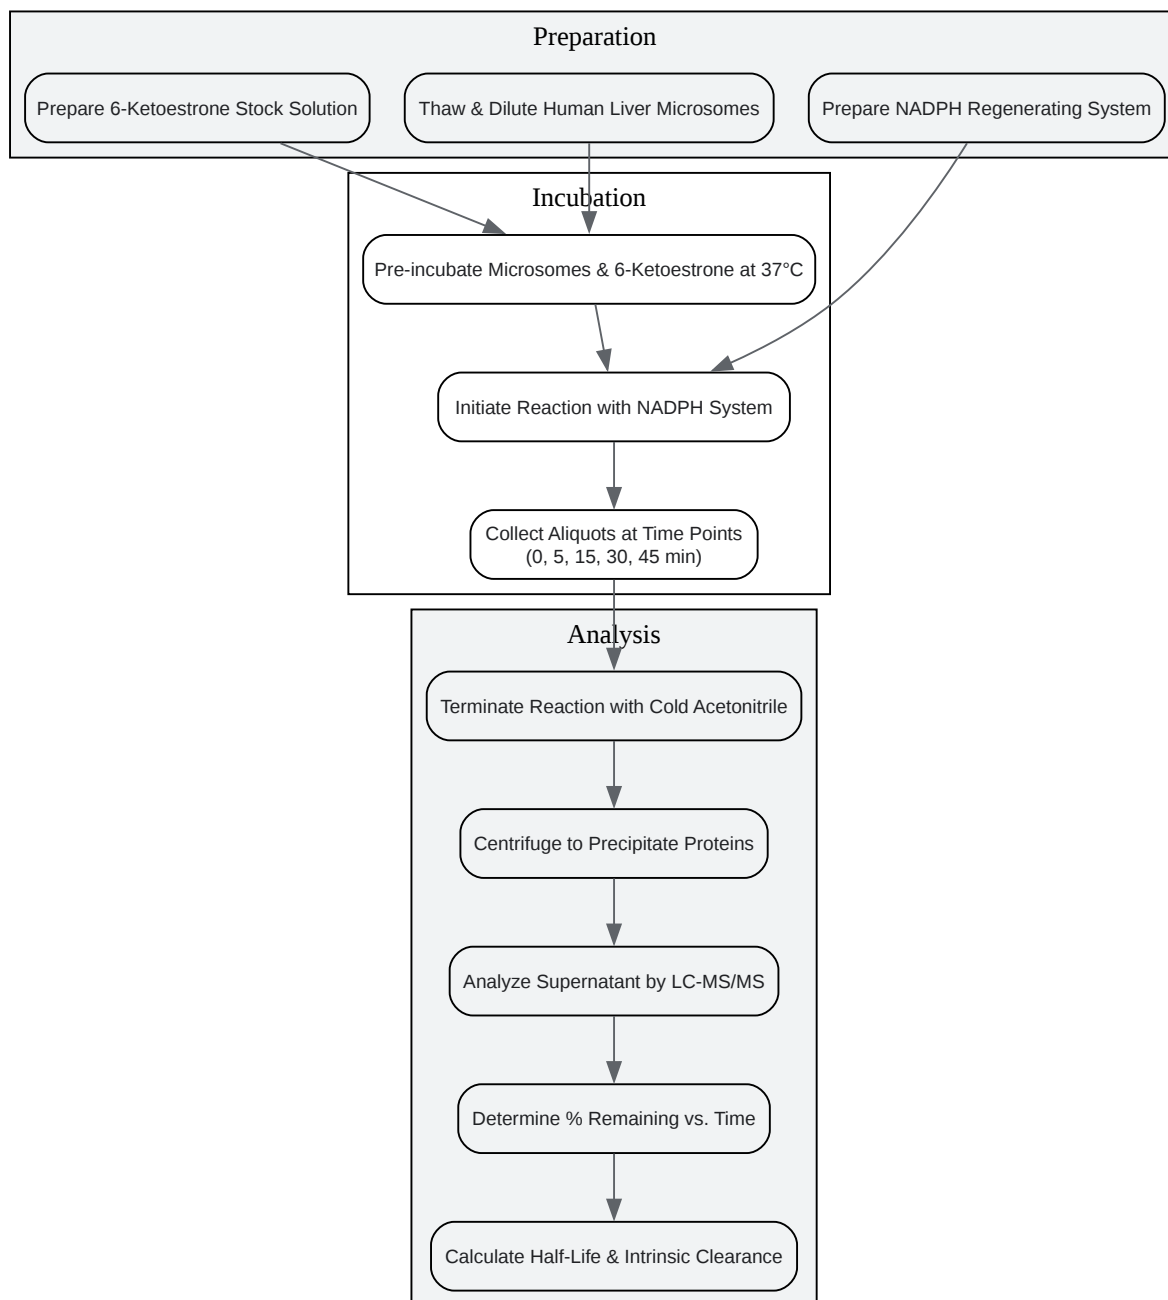 Preparation
Prepare 6-Ketoestrone Stock Solution
Thaw & Dilute Human Liver Microsomes
Prepare NADPH Regenerating System
Incubation
Pre-incubate Microsomes & 6-Ketoestrone at 37°C
Initiate Reaction with NADPH System
Collect Aliquots at Time Points
(0, 5, 15, 30, 45 min)
Analysis
Terminate Reaction with Cold Acetonitrile
Centrifuge to Precipitate Proteins
Analyze Supernatant by LC-MS/MS
Determine % Remaining vs. Time
Calculate Half-Life & Intrinsic Clearance